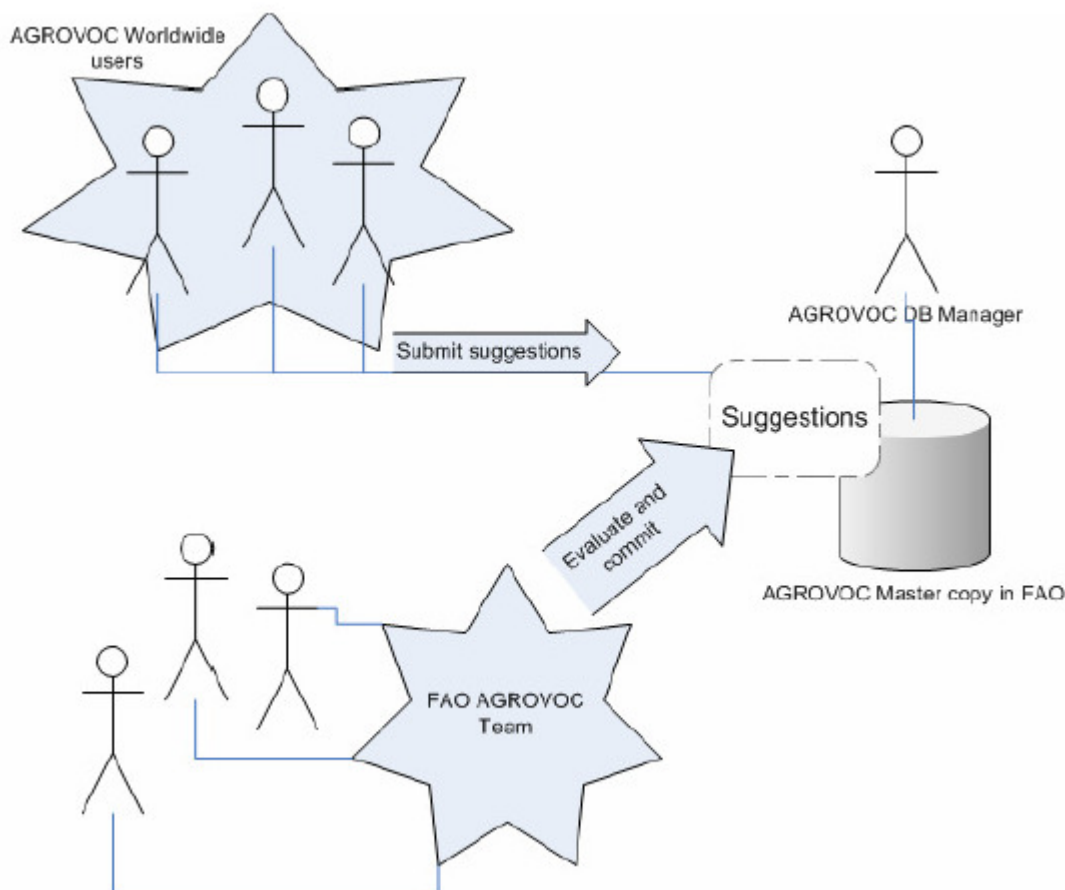 AGROVOC Worldwide
users
Submit suggestions
AGROVOC DB Manager
Suggestions
Evaluate and
commit
AGROVOC Master copy in FAO
FAO AGROVOC
Team